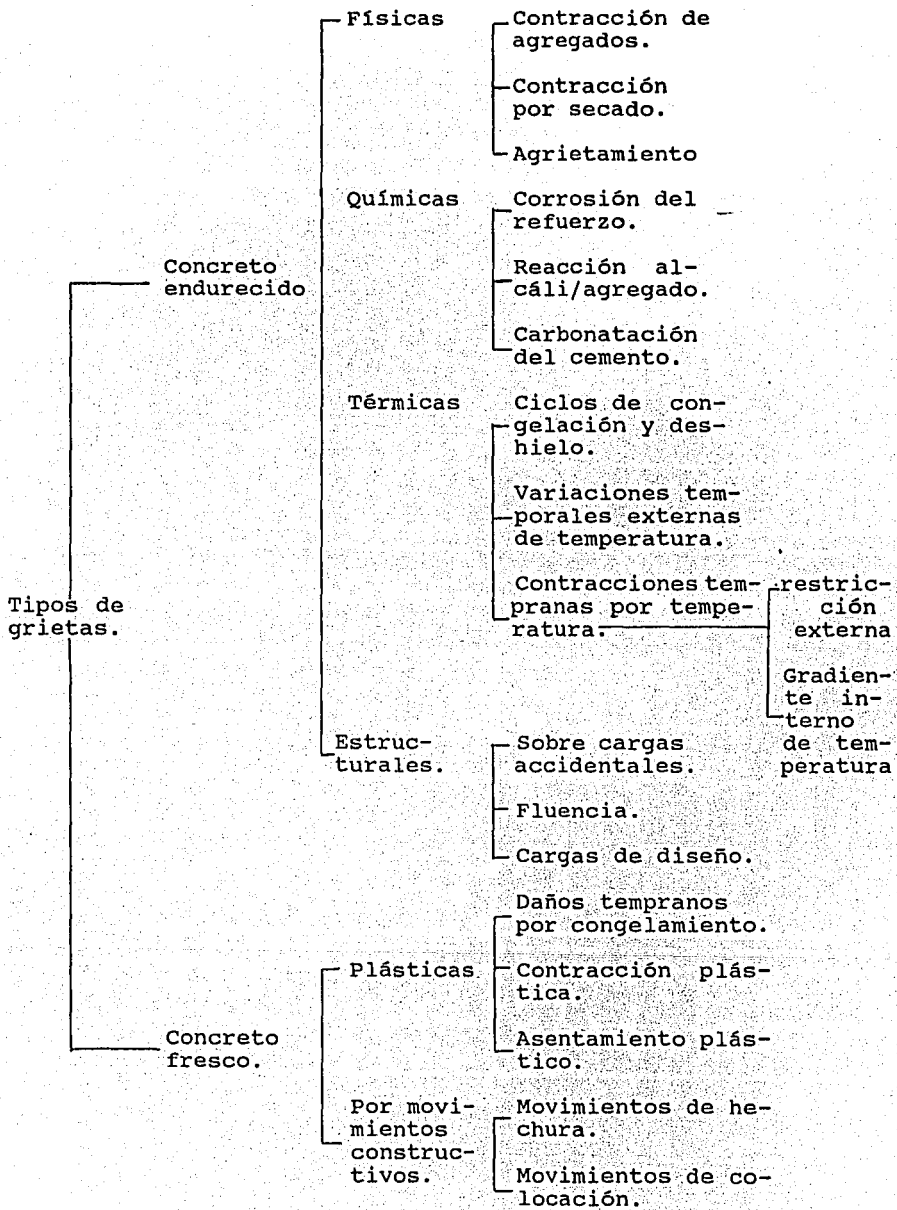 Físicas
Contracción de
agregados.
Contracción
por secado.
Agrietamiento
Químicas
Corrosión del
refuerzo.
Reacción al-
cáli/agregado.
Carbonatación
del cemento.
Concreto
endurecido
Térmicas
Ciclos de con-
gelación y des-
hielo.
Variaciones tem-
porales externas
de temperatura.
Contracciones tem-
pranas por tempe-
ratura.
restric-
ción
externa
Gradien-
te in-
terno
de tem-
peratura
Tipos de
grietas.
Estruc-
turales.
Sobre cargas
accidentales.
Fluencia.
Cargas de diseño.
Concreto
fresco.
Plásticas
Daños tempranos
por congelamiento.
Contracción plás-
tica.
Asentamiento plás-
tico.
Por movi-
mientos
construc-
tivos.
Movimientos de he-
chura.
Movimientos de co-
locación.